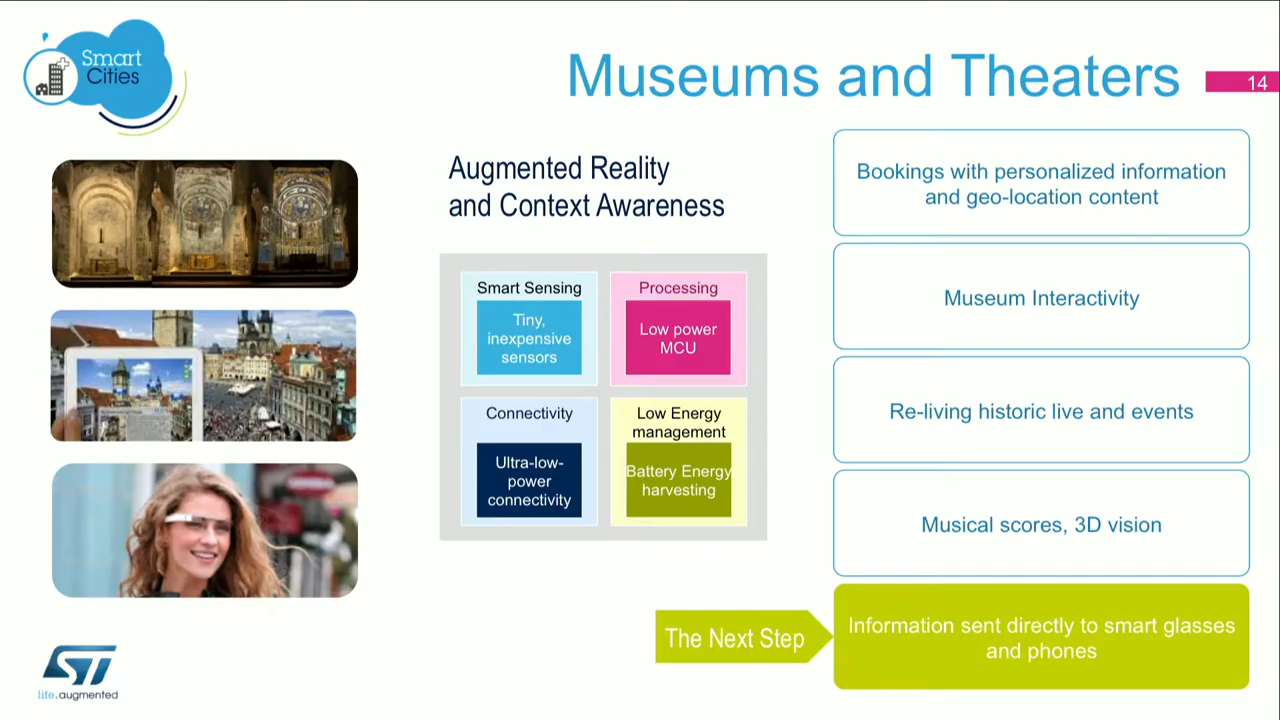 Smart
Cities
Museums and Theaters
14
Augmented Reality
and Context Awareness
Smart Sensing
Tiny,
inexpensive
sensors
Processing
Low power
MCU
Connectivity
Ultra-low-
power
connectivity
Low Energy
management
Battery Energy
harvesting
Bookings with personalized information
and geo-location content
Museum Interactivity
Re-living historic live and events
Musical scores, 3D vision
The Next Step
Information sent directly to smart glasses
and phones
ST
life.augmented